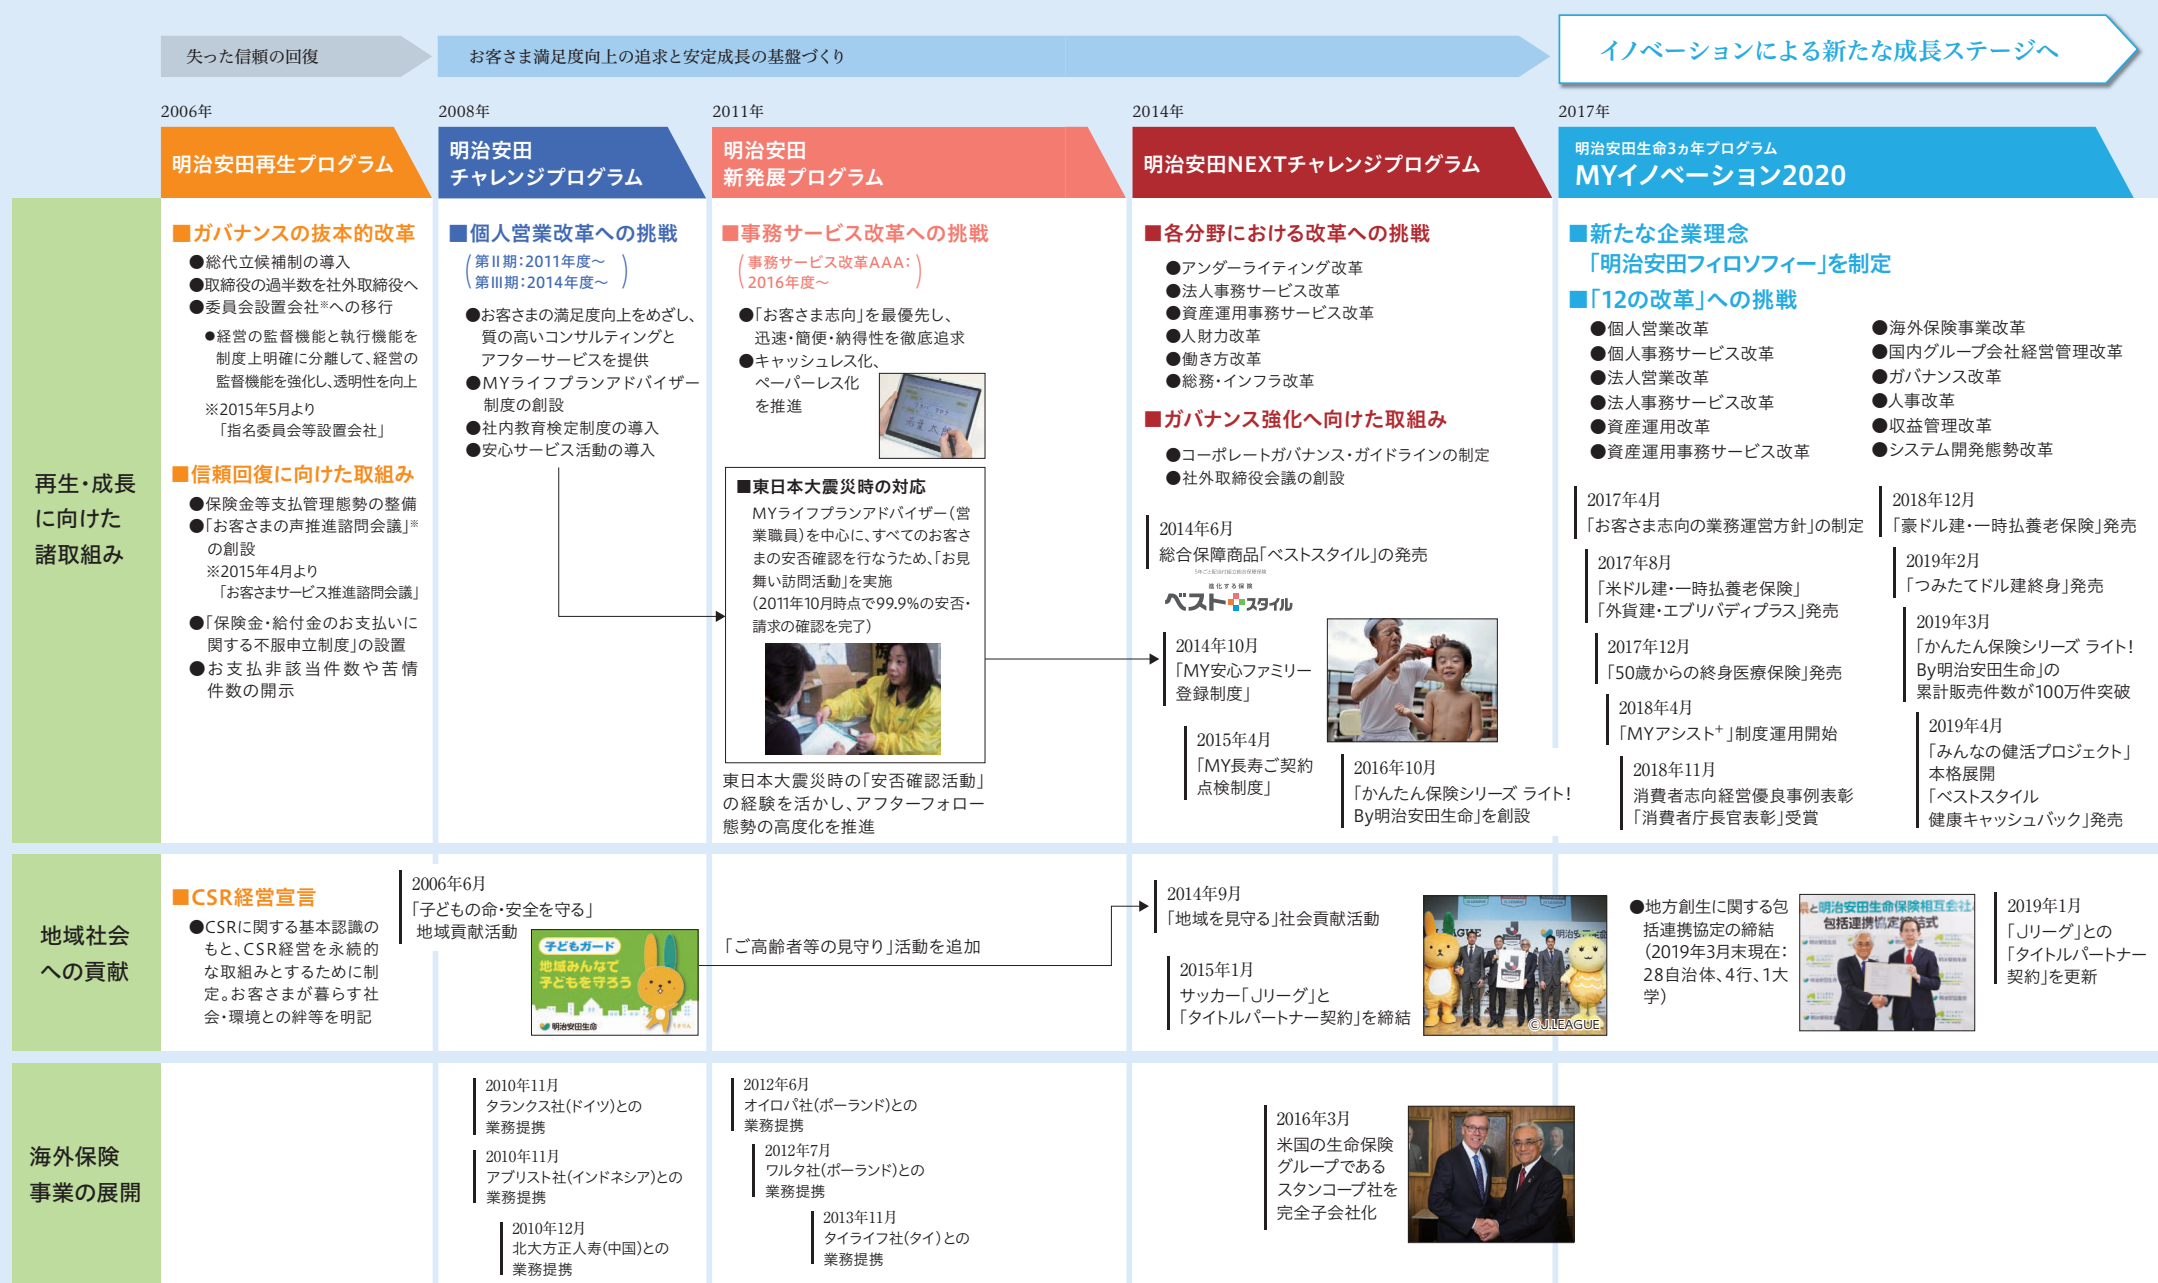 失った信頼の回復
お客さま満足度向上の追求と安定成長の基盤づくり
イノベーションによる新たな成長ステージへ
2006年
2008年
2011年
2014年
2017年
明治安田再生プログラム
明治安田
チャレンジプログラム
明治安田
新発展プログラム
明治安田NEXTチャレンジプログラム
明治安田生命3ヵ年プログラム
MYイノベーション2020
再生・成長
に向けた
諸取組み
■ガバナンスの抜本的改革
●総代立候補制の導入
●取締役の過半数を社外取締役へ
●委員会設置会社※への移行
●経営の監督機能と執行機能を
制度上明確に分離して、経営の
監督機能を強化し、透明性を向上
※2015年5月より
「指名委員会等設置会社」
■信頼回復に向けた取組み
●保険金等支払管理態勢の整備
●「お客さまの声推進諮問会議」※
の創設
※2015年4月より
「お客さまサービス推進諮問会議」
●「保険金・給付金のお支払いに
関する不服申立制度」の設置
●お支払非該当件数や苦情
件数の開示
■個人営業改革への挑戦
(第Ⅱ期：2011年度～
第Ⅲ期：2014年度～)
●お客さまの満足度向上をめざし、
質の高いコンサルティングと
アフターサービスを提供
●MYライフプランアドバイザー
制度の創設
●社内教育検定制度の導入
●安心サービス活動の導入
■事務サービス改革への挑戦
(事務サービス改革AAA：
2016年度～)
●「お客さま志向」を最優先し、
迅速・簡便・納得性を徹底追求
●キャッシュレス化、
ペーパーレス化
を推進
■東日本大震災時の対応
MYライフプランアドバイザー（営
業職員）を中心に、すべてのお客さ
まの安否確認を行なうため、「お見
舞い訪問活動」を実施
（2011年10月時点で99.9%の安否・
請求の確認を完了）
東日本大震災時の「安否確認活動」
の経験を活かし、アフターフォロー
態勢の高度化を推進
■各分野における改革への挑戦
●アンダーライティング改革
●法人事務サービス改革
●資産運用事務サービス改革
●人財力改革
●働き方改革
●総務・インフラ改革
■ガバナンス強化へ向けた取組み
●コーポレートガバナンス・ガイドラインの制定
●社外取締役会議の創設
2014年6月
総合保障商品「ベストスタイル」の発売
進化する保険
ベストスタイル
2014年10月
「MY安心ファミリー
登録制度」
2015年4月
「MY長寿ご契約
点検制度」
2016年10月
「かんたん保険シリーズ ライト！
By明治安田生命」を創設
■新たな企業理念
「明治安田フィロソフィー」を制定
■「12の改革」への挑戦
●個人営業改革
●個人事務サービス改革
●法人営業改革
●法人事務サービス改革
●資産運用改革
●資産運用事務サービス改革
●海外保険事業改革
●国内グループ会社経営管理改革
●ガバナンス改革
●人事改革
●収益管理改革
●システム開発態勢改革
2017年4月
「お客さま志向の業務運営方針」の制定
2017年8月
「米ドル建・一時払養老保険」
「外貨建・エブリバディプラス」発売
2017年12月
「50歳からの終身医療保険」発売
2018年4月
「MYアシスト+」制度運用開始
2018年11月
消費者志向経営優良事例表彰
「消費者庁長官表彰」受賞
2018年12月
「豪ドル建・一時払養老保険」発売
2019年2月
「つみたてドル建終身」発売
2019年3月
「かんたん保険シリーズ ライト！
By明治安田生命」の
累計販売件数が100万件突破
2019年4月
「みんなの健活プロジェクト」
本格展開
「ベストスタイル
健康キャッシュバック」発売
地域社会
への貢献
■CSR経営宣言
●CSRに関する基本認識の
もと、CSR経営を永続的
な取組みとするために制
定。お客さまが暮らす社
会・環境との絆等を明記
2006年6月
「子どもの命・安全を守る」
地域貢献活動
子どもガード
地域みんなで
子どもを守ろう
明治安田生命
「ご高齢者等の見守り」活動を追加
2014年9月
「地域を見守る」社会貢献活動
2015年1月
サッカー「Jリーグ」と
「タイトルパートナー契約」を締結
©J.LEAGUE
●地方創生に関する包
括連携協定の締結
（2019年3月末現在：
28自治体、4行、1大
学）
と明治安田生命保険相互会社
包括連携協定締結式
2019年1月
「Jリーグ」との
「タイトルパートナー
契約」を更新
海外保険
事業の展開
2010年11月
タランクス社(ドイツ)との
業務提携
2010年11月
アブリスト社(インドネシア)との
業務提携
2010年12月
北大方正人寿(中国)との
業務提携
2012年6月
オイロパ社(ポーランド)との
業務提携
2012年7月
ワルタ社(ポーランド)との
業務提携
2013年11月
タイライフ社(タイ)との
業務提携
2016年3月
米国の生命保険
グループである
スタンコープ社を
完全子会社化